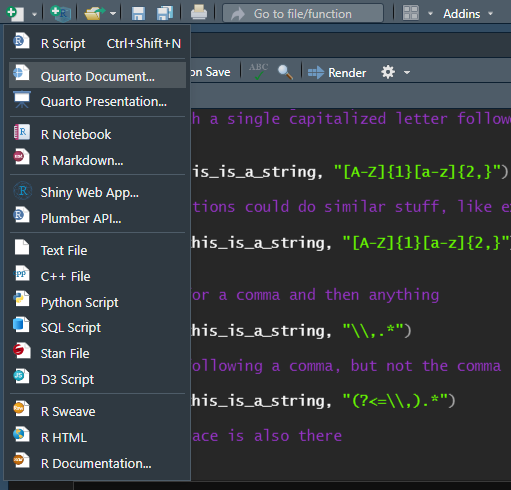 Go to file/function
Addins
R Script Ctrl+Shift+N
Quarto Document...
on Save
ABC
Render
Quarto Presentation...
h a single capitalized letter follow
R Notebook
R Markdown...
is_is_a_string, "[A-Z]{1}[a-z]{2,}")
Shiny Web App...
tions could do similar stuff, like e
Plumber API...
his_is_a_string, "[A-Z]{1}[a-z]{2,}"
Text File
C++ File
Python Script
or a comma and then anything
SQL Script
his_is_a_string, "\\,.*")
Stan File
ollowing a comma, but not the comma
D3 Script
his_is_a_string, "(?<=\\,).*")
R Sweave
R HTML
ace is also there
R Documentation...